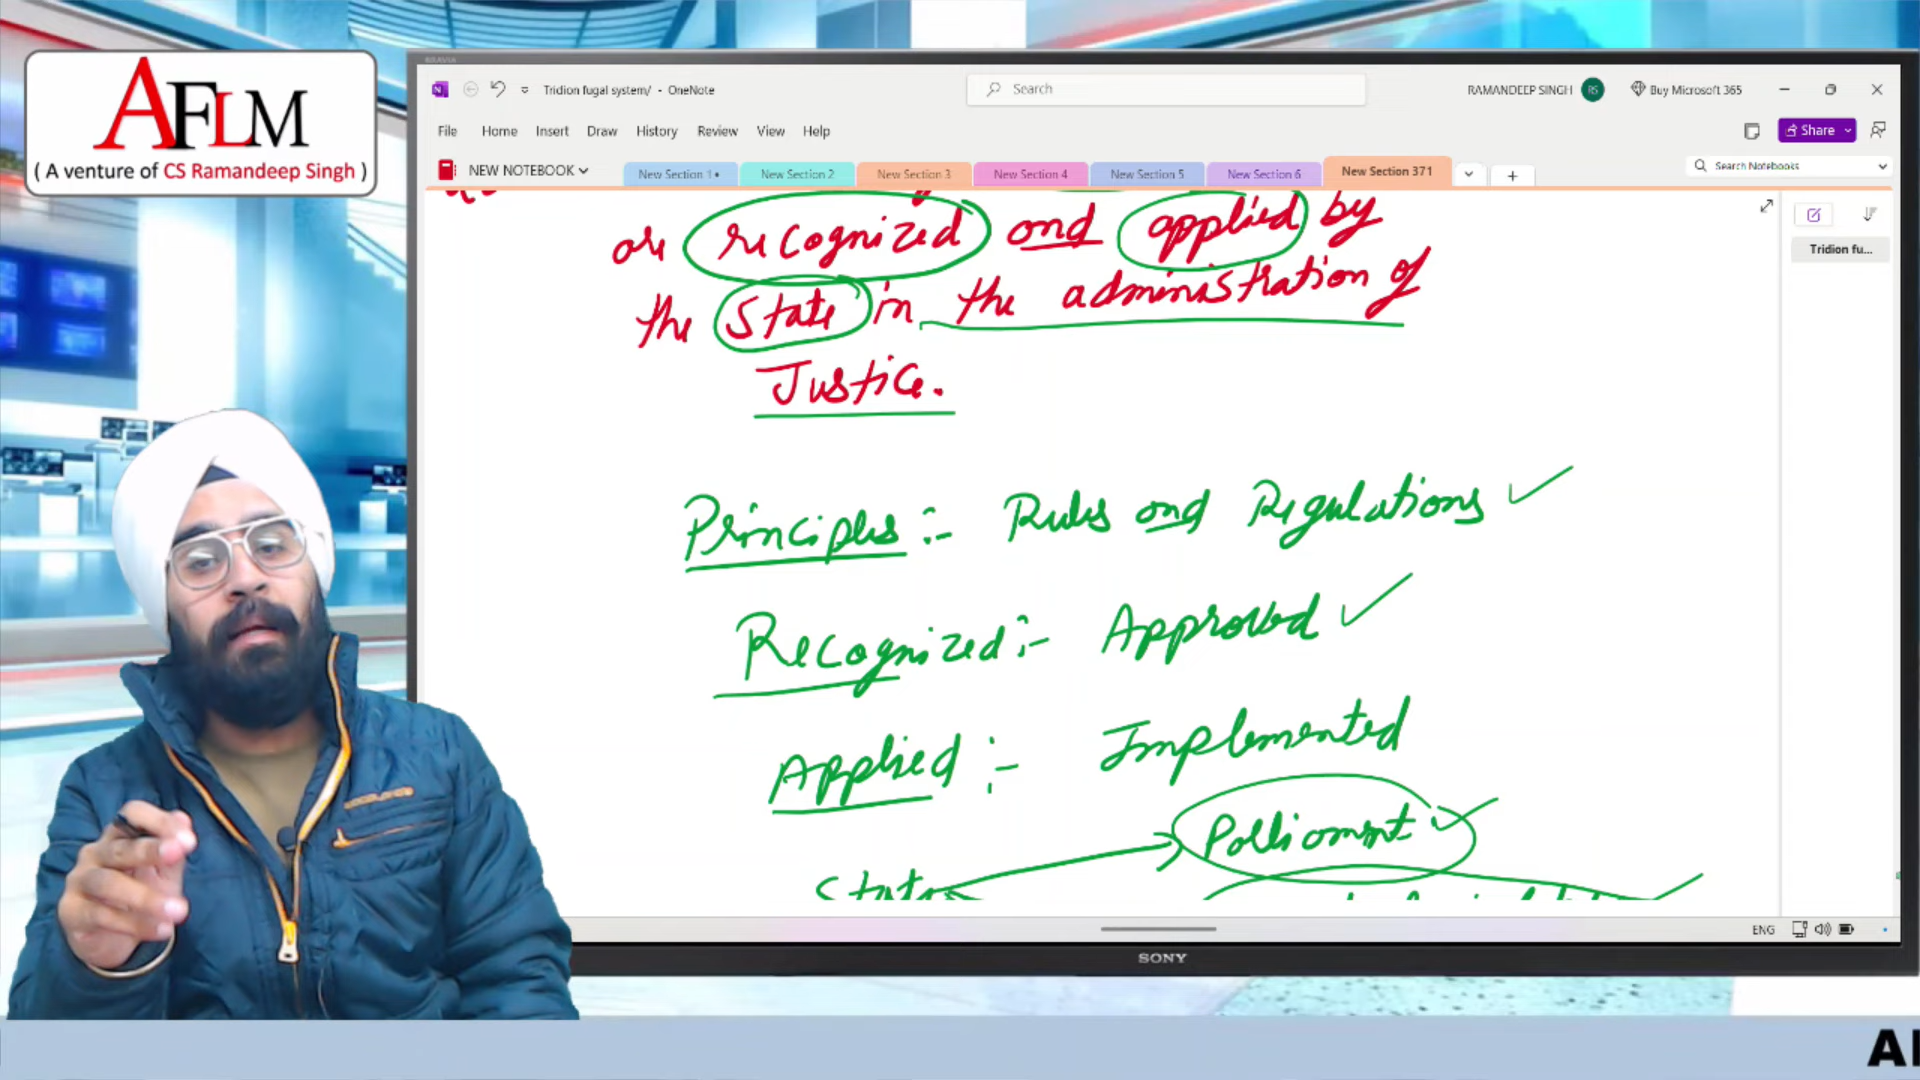 AFLM
( A venture of CS Ramandeep Singh )
Tridion fugal system/ - OneNote
Search
RAMANDEEP SINGH
RS
Buy Microsoft 365
File Home Insert Draw History Review View Help
Share
NEW NOTEBOOK
New Section 1
New Section 2
New Section 3
New Section 4
New Section 5
New Section 6
New Section 371
Search Notebooks
Tridion fu...
are recognized and applied by
the State in the administration of
Justice.
Principles :- Rules and Regulations
Recognized :- Approved
Applied :- Implemented
Parliament
State
ENG
SONY